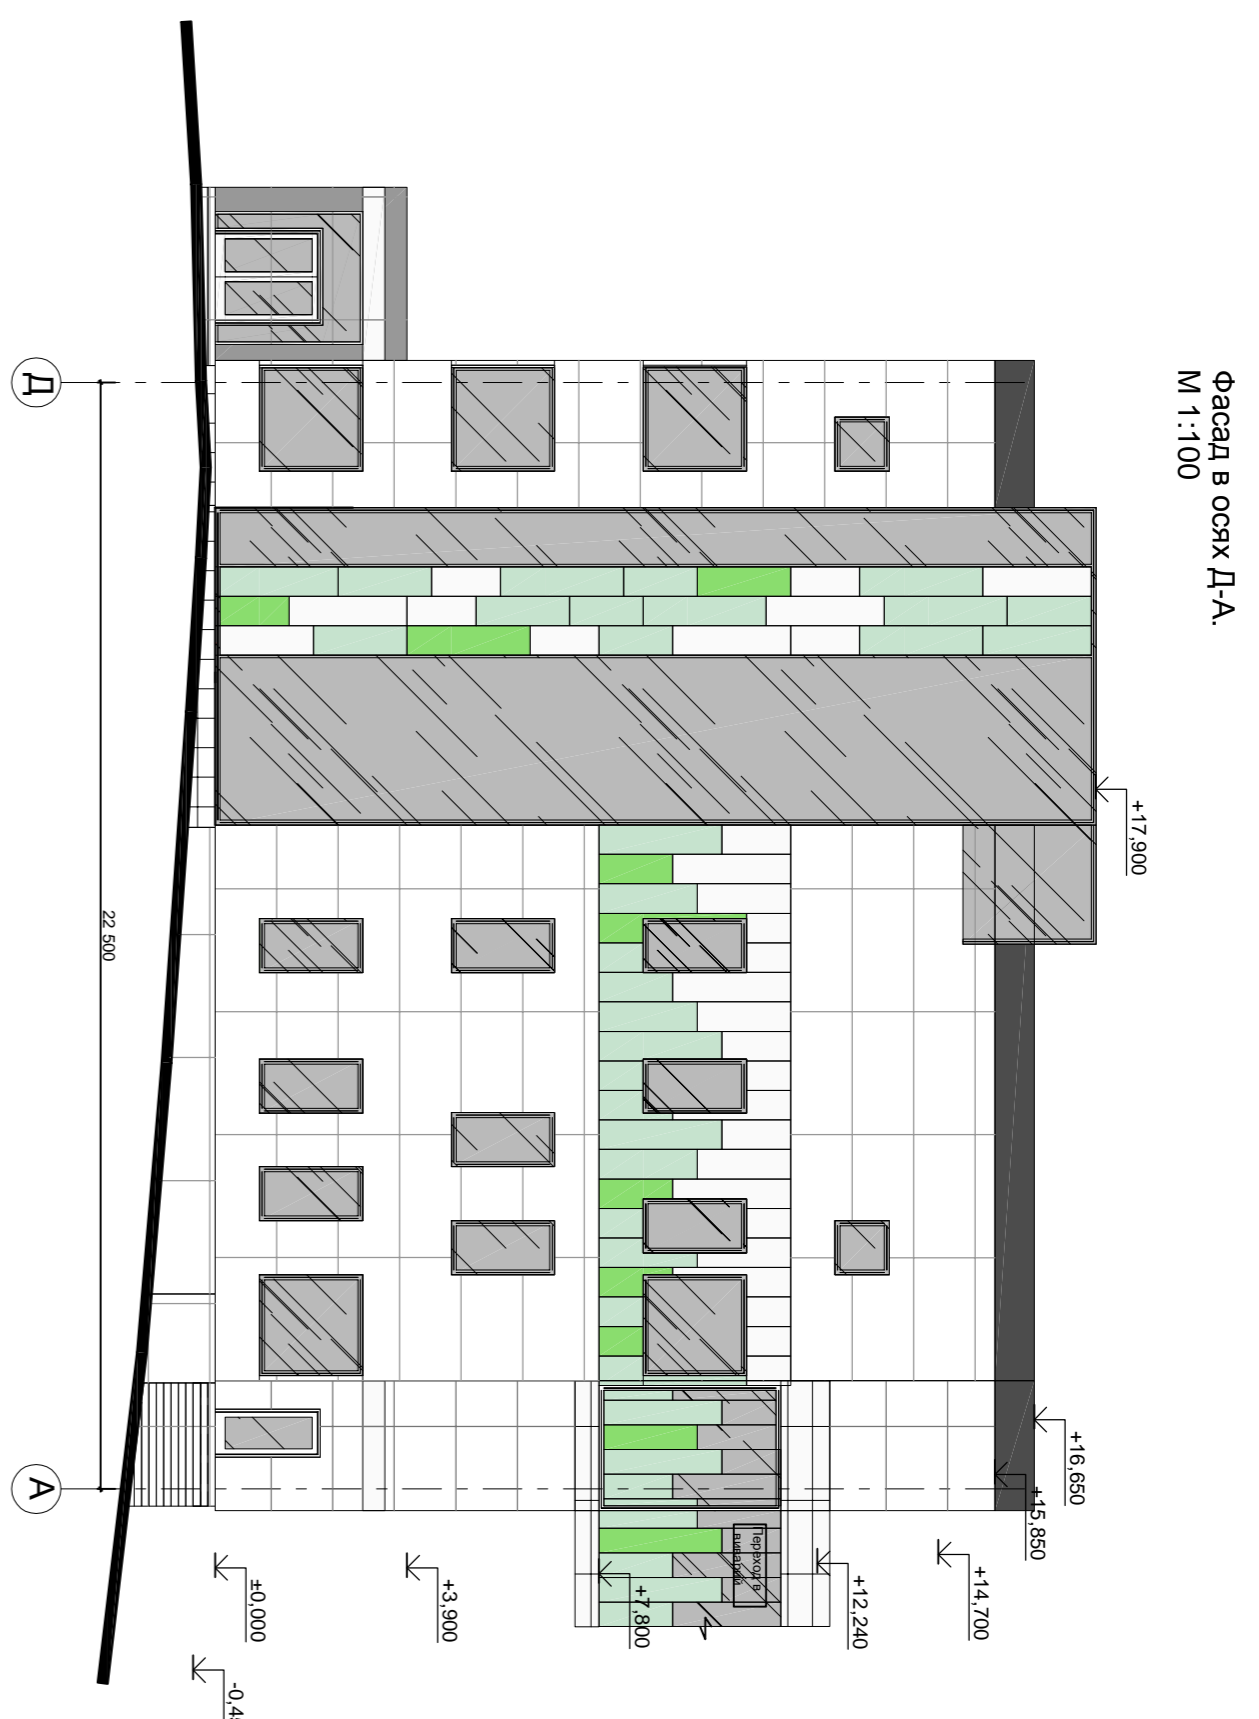 Фасад в осях Д-А.
М 1:100
+17,900
+16,650
+15,850
+14,700
+12,240
Переход в
виварий
+7,800
+3,900
±0,000
22 500
Д
А